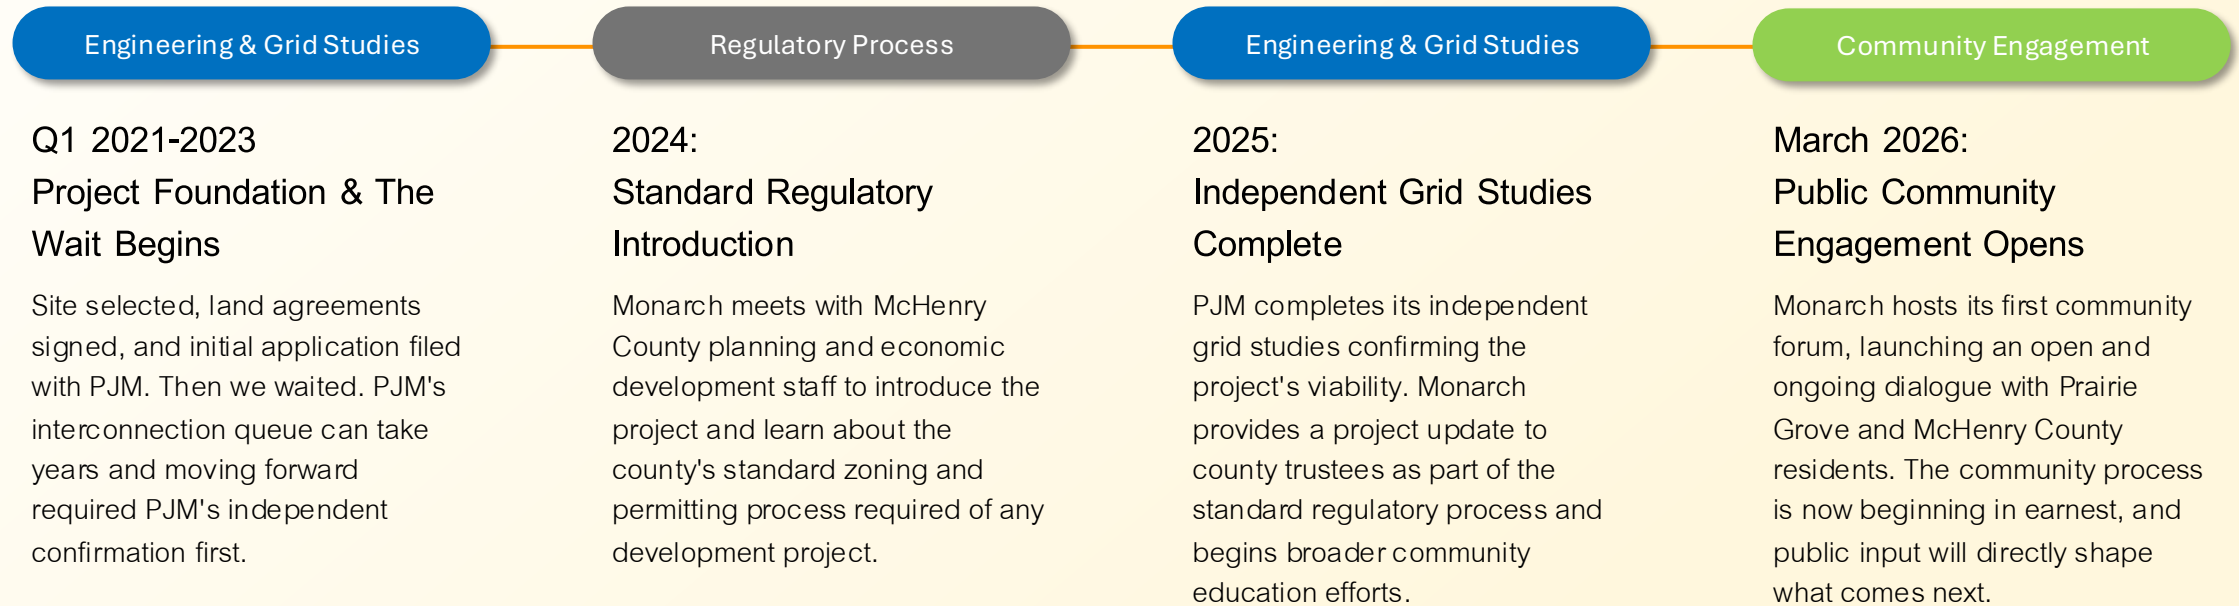 Engineering & Grid Studies
Regulatory Process
Engineering & Grid Studies
Community Engagement
Q1 2021-2023
Project Foundation & The
Wait Begins
Site selected, land agreements
signed, and initial application filed
with PJM. Then we waited. PJM's
interconnection queue can take
years and moving forward
required PJM's independent
confirmation first.
2024:
Standard Regulatory
Introduction
Monarch meets with McHenry
County planning and economic
development staff to introduce the
project and learn about the
county's standard zoning and
permitting process required of any
development project.
2025:
Independent Grid Studies
Complete
PJM completes its independent
grid studies confirming the
project's viability. Monarch
provides a project update to
county trustees as part of the
standard regulatory process and
begins broader community
education efforts.
March 2026:
Public Community
Engagement Opens
Monarch hosts its first community
forum, launching an open and
ongoing dialogue with Prairie
Grove and McHenry County
residents. The community process
is now beginning in earnest, and
public input will directly shape
what comes next.